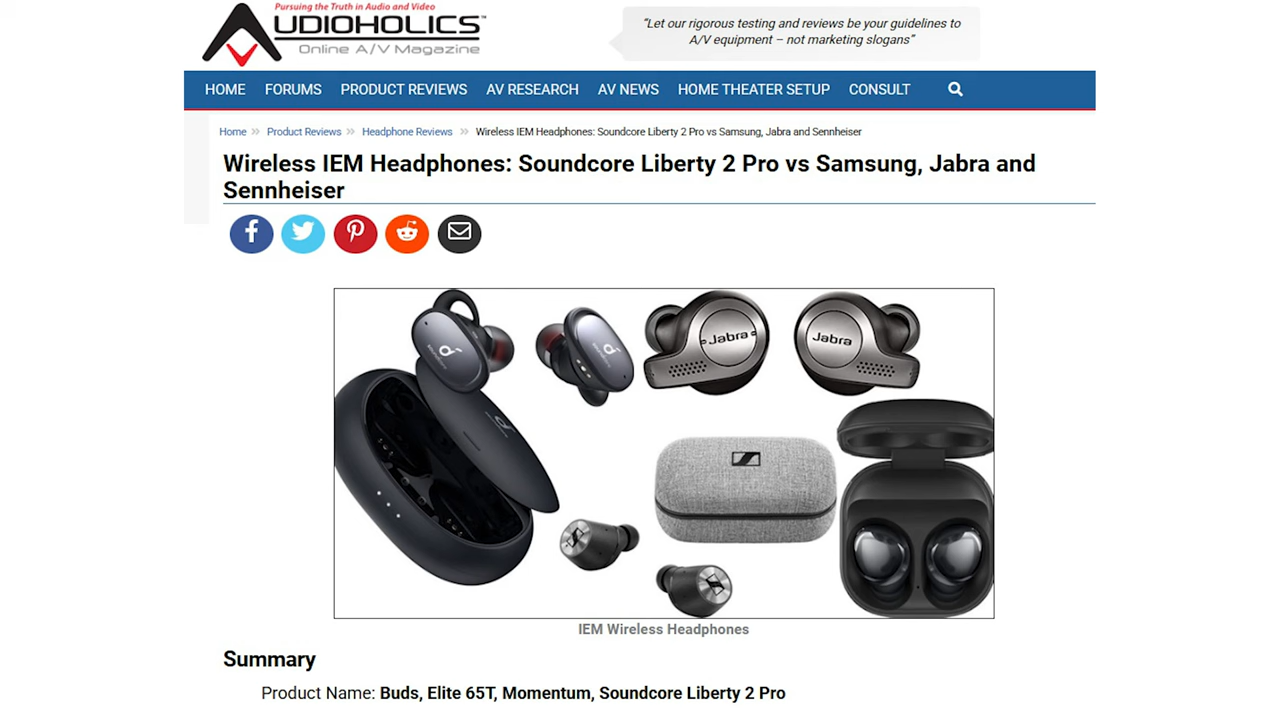 Pursuing the Truth in Audio and Video
AUDIOHOLICS™
Online A/V Magazine
“Let our rigorous testing and reviews be your guidelines to
A/V equipment – not marketing slogans”
HOME FORUMS PRODUCT REVIEWS AV RESEARCH AV NEWS HOME THEATER SETUP CONSULT
Home » Product Reviews » Headphone Reviews » Wireless IEM Headphones: Soundcore Liberty 2 Pro vs Samsung, Jabra and Sennheiser
Wireless IEM Headphones: Soundcore Liberty 2 Pro vs Samsung, Jabra and
Sennheiser
Jabra
Jabra
IEM Wireless Headphones
Summary
Product Name: Buds, Elite 65T, Momentum, Soundcore Liberty 2 Pro